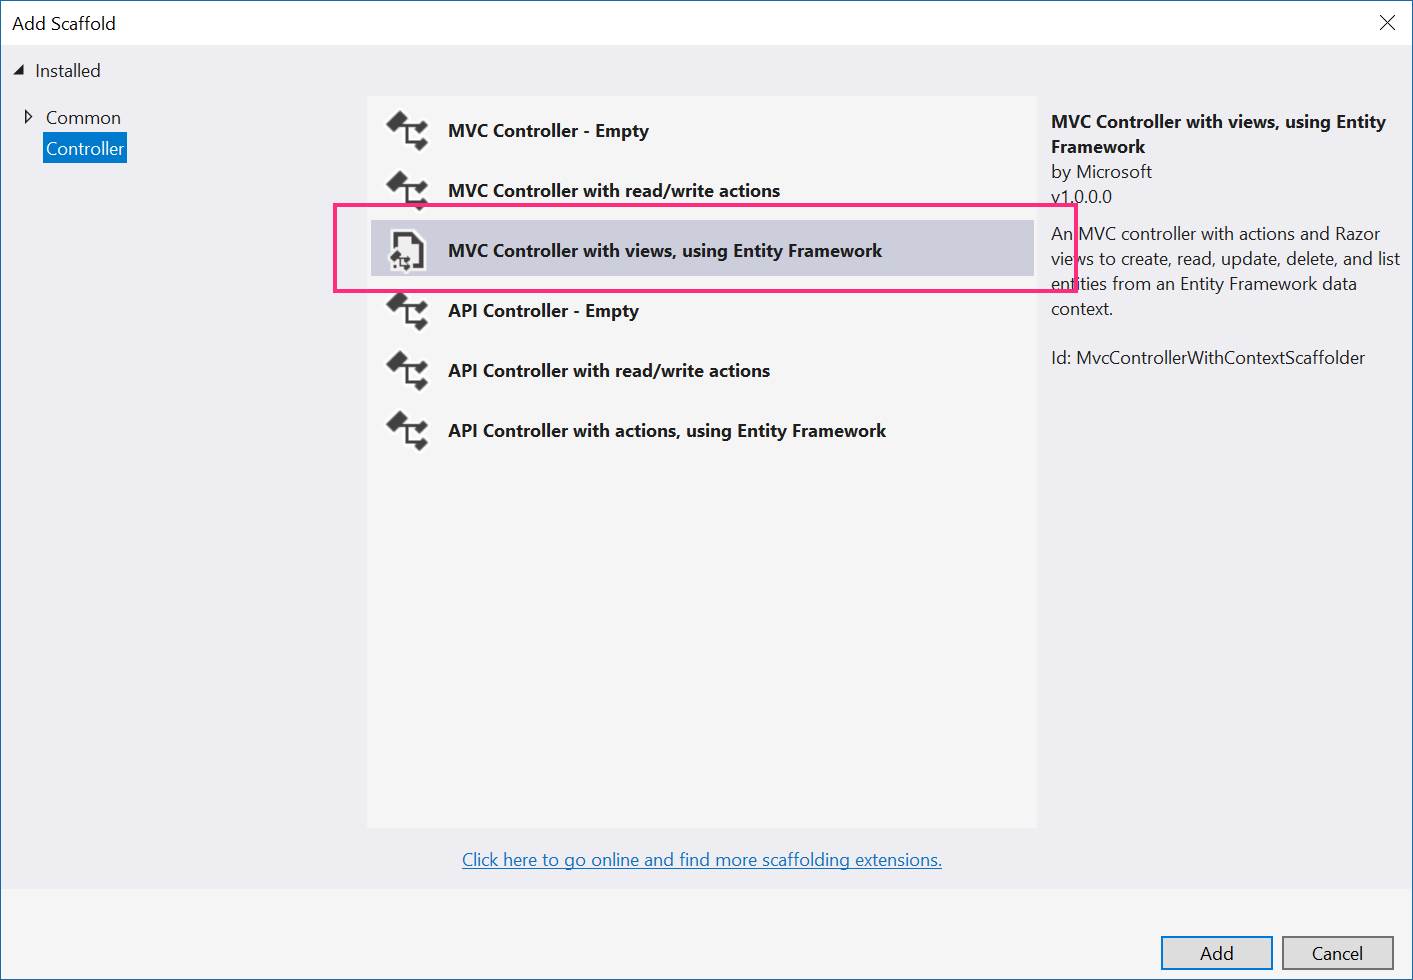 Add Scaffold
Installed
Common
Controller
MVC Controller - Empty
MVC Controller with read/write actions
MVC Controller with views, using Entity Framework
API Controller - Empty
API Controller with read/write actions
API Controller with actions, using Entity Framework
MVC Controller with views, using Entity
Framework
by Microsoft
v1.0.0.0
An MVC controller with actions and Razor
views to create, read, update, delete, and list
entities from an Entity Framework data
context.
Id: MvcControllerWithContextScaffolder
Click here to go online and find more scaffolding extensions.
Add
Cancel